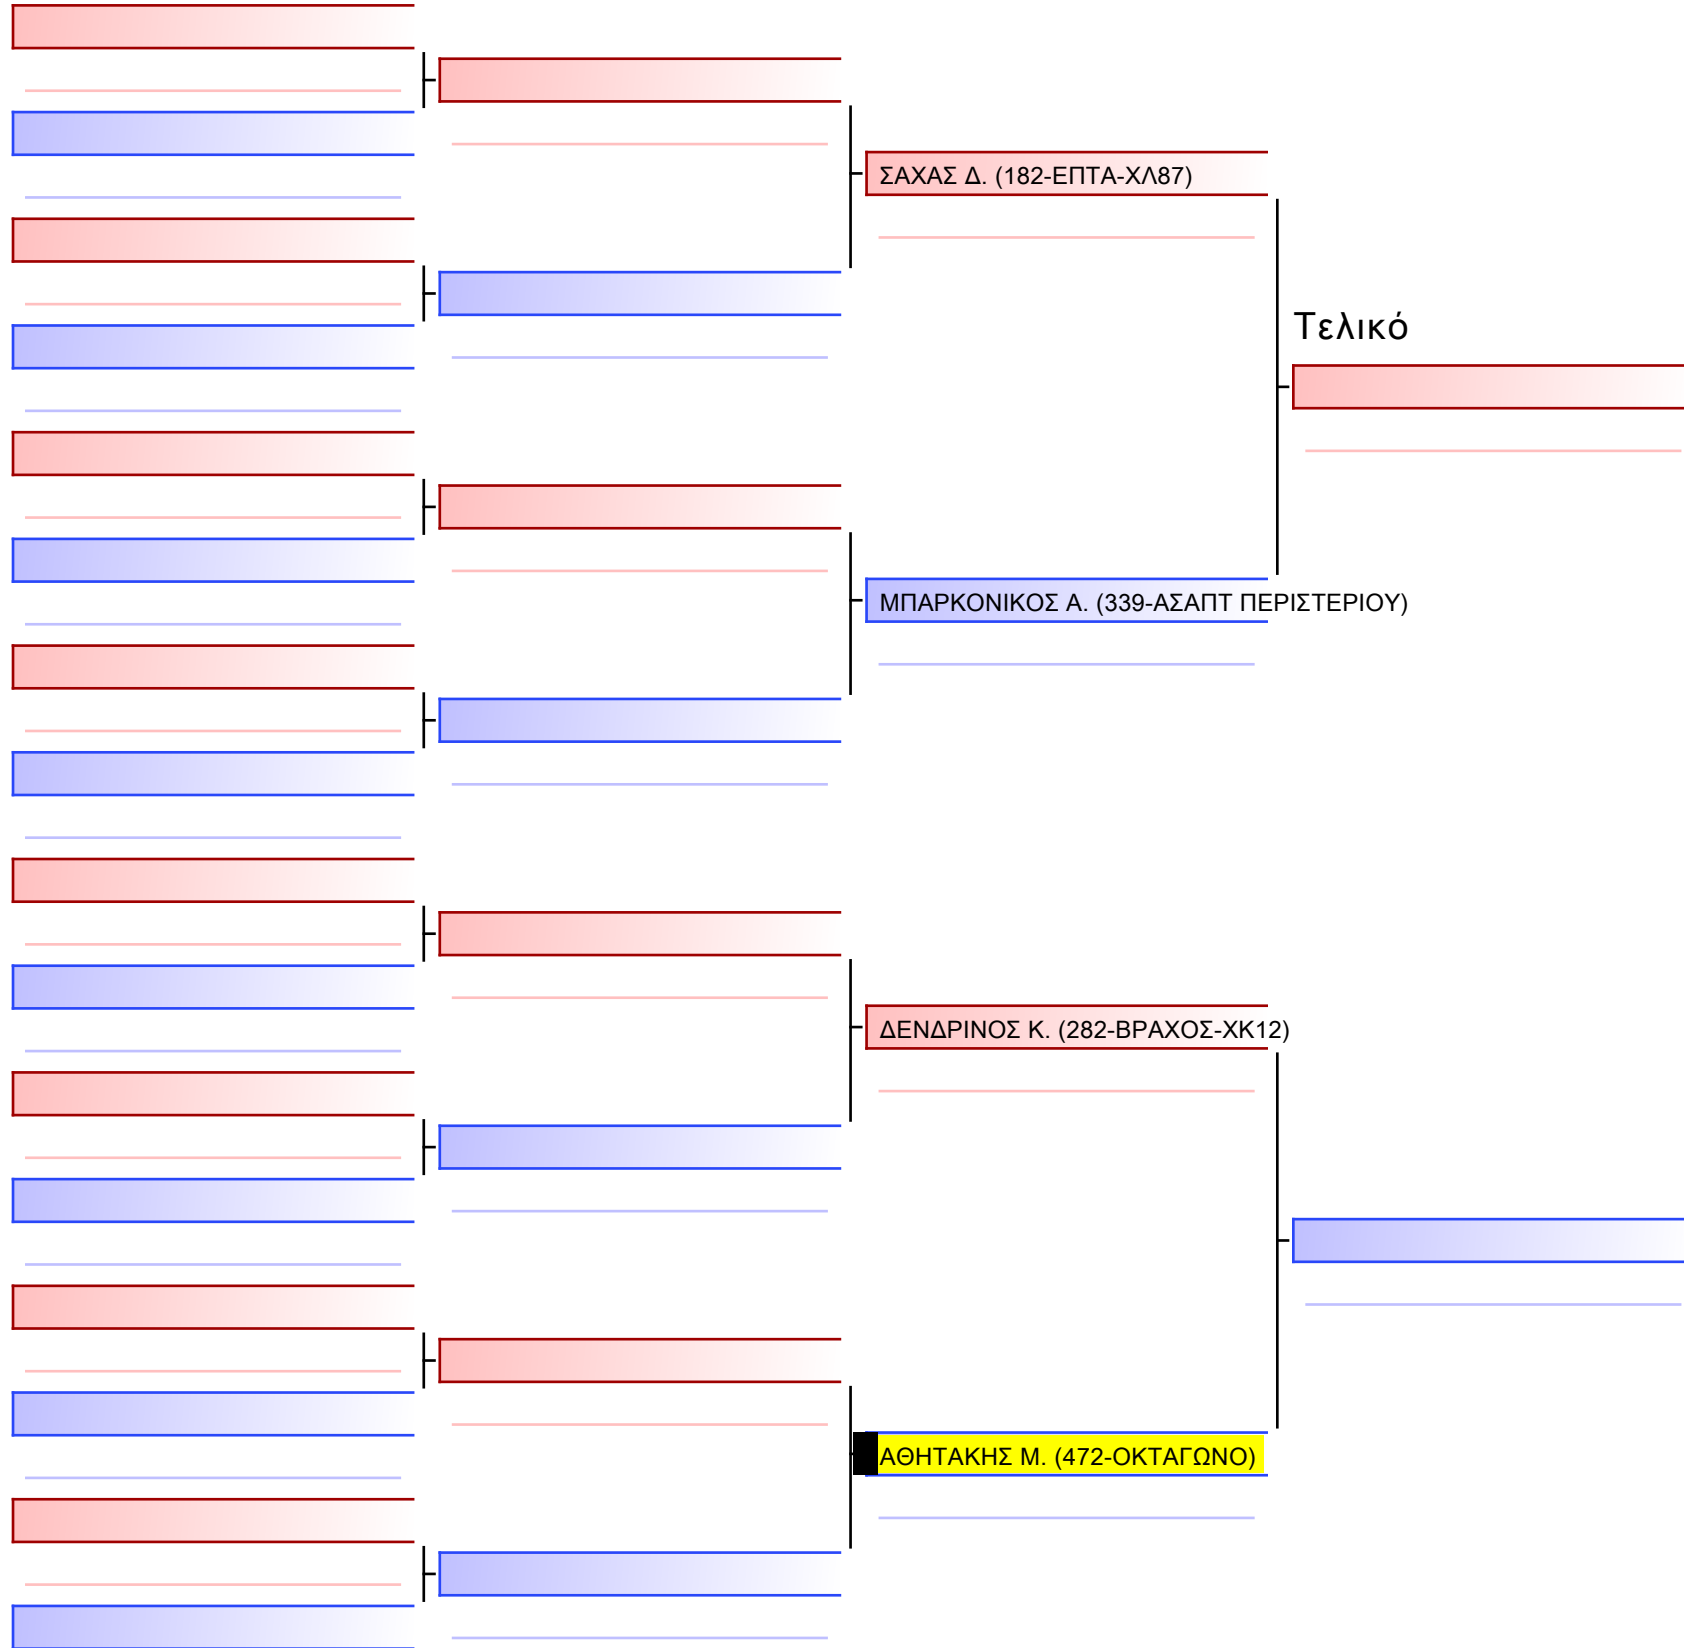 ΣΑΧΑΣ Δ. (182-ΕΠΤΑ-ΧΛ87)
Τελικό
ΜΠΑΡΚΟΝΙΚΟΣ Α. (339-ΑΣΑΠΤ ΠΕΡΙΣΤΕΡΙΟΥ)
ΔΕΝΔΡΙΝΟΣ Κ. (282-ΒΡΑΧΟΣ-ΧΚ12)
ΑΘΗΤΑΚΗΣ Μ. (472-ΟΚΤΑΓΩΝΟ)